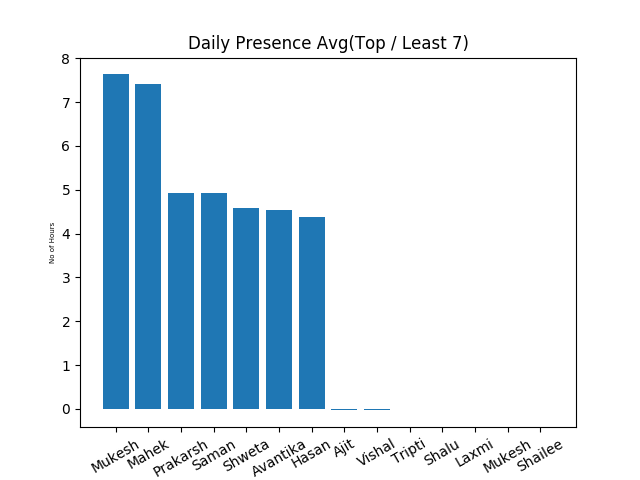 Daily Presence Avg(Top / Least 7)
8
7
6
5
4
3
2
1
0
No of Hours
Mukesh
Mahek
Prakarsh
Saman
Shweta
Avantika
Hasan
Ajit
Vishal
Tripti
Shalu
Laxmi
Mukesh
Shailee